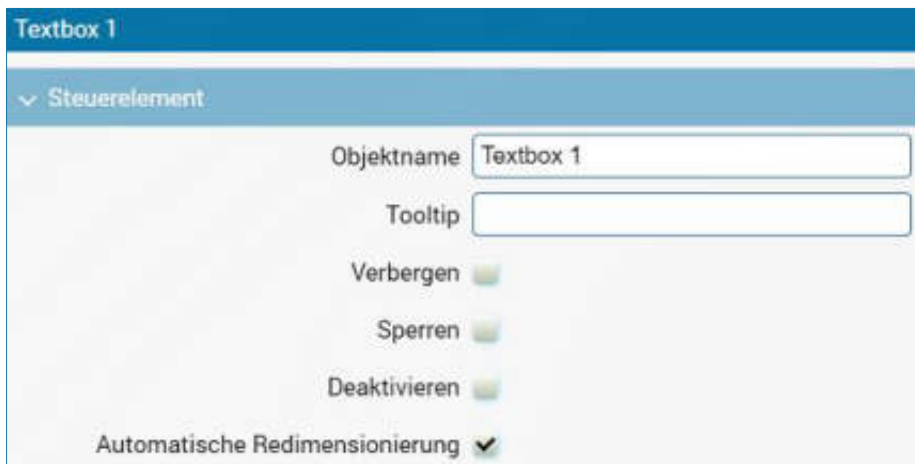 Textbox 1
Steuerelement
Objektname Textbox 1
Tooltip
Verbergen
Sperren
Deaktivieren
Automatische Redimensionierung